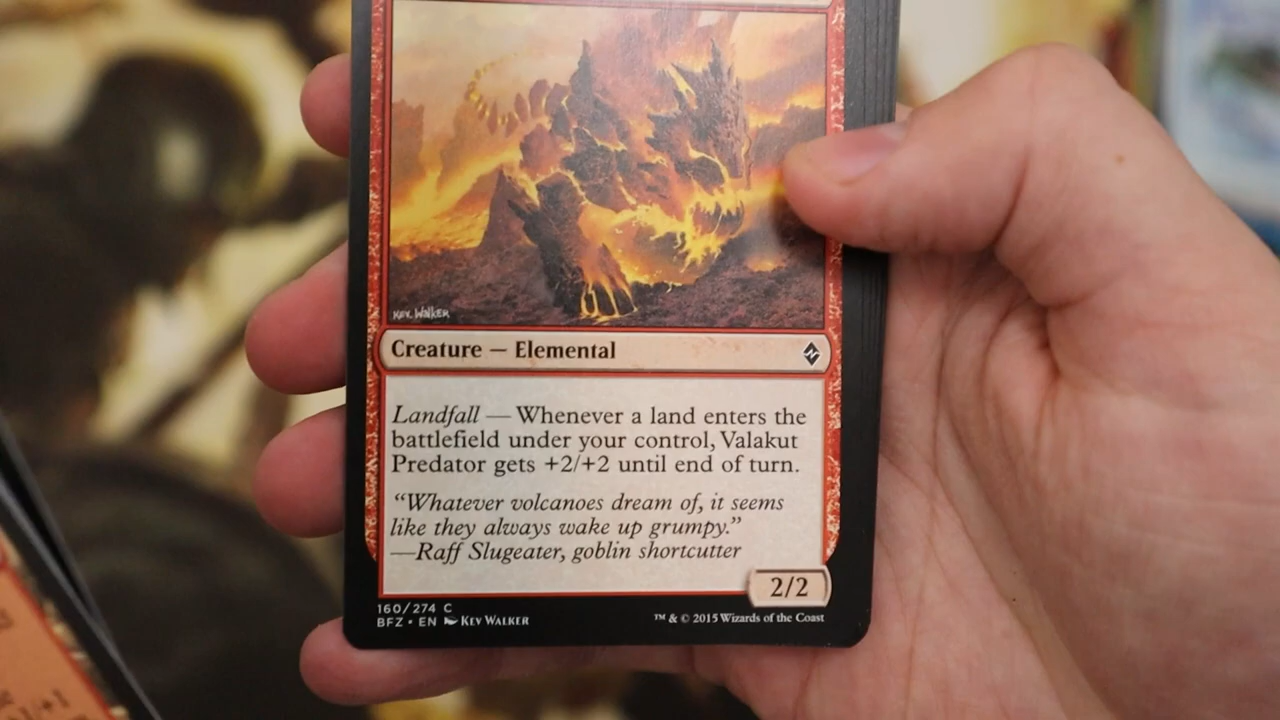 Kev Walker
Creature — Elemental
Landfall — Whenever a land enters the
battlefield under your control, Valakut
Predator gets +2/+2 until end of turn.
“Whatever volcanoes dream of, it seems
like they always wake up grumpy.”
—Raff Slugeater, goblin shortcutter
2/2
160/274 C
BFZ • EN Kev Walker
™ & © 2015 Wizards of the Coast